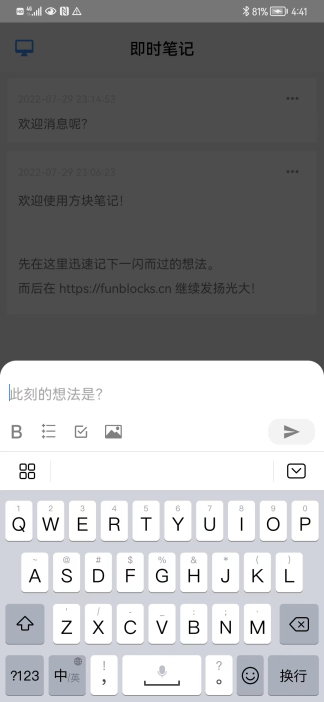 81% 4:41
即时笔记
2022-07-29 23:14:53
欢迎消息呢?
2022-07-29 23:06:23
欢迎使用方块笔记!
先在这里迅速记下一闪而过的想法。
而后在 https://funblocks.cn 继续发扬光大!
此刻的想法是?
B
1 2 3 4 5 6 7 8 9 0
Q W E R T Y U I O P
~ @ # $ % & * ( )
A S D F G H J K L
' / - _ : ; 、
Z X C V B N M
?123 中/英 ! , ? 。 换行